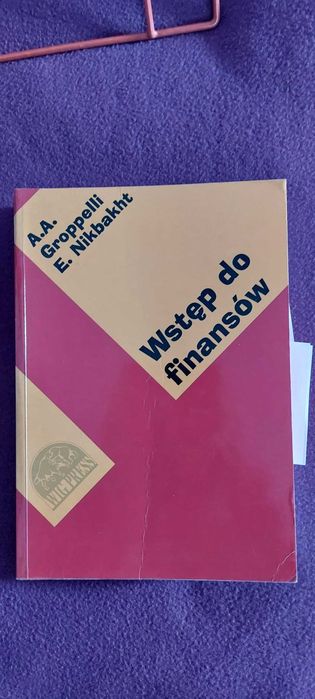 A.A.
Groppelli
E. Nikbakht
Wstęp do
finansów
WIG-PRESS